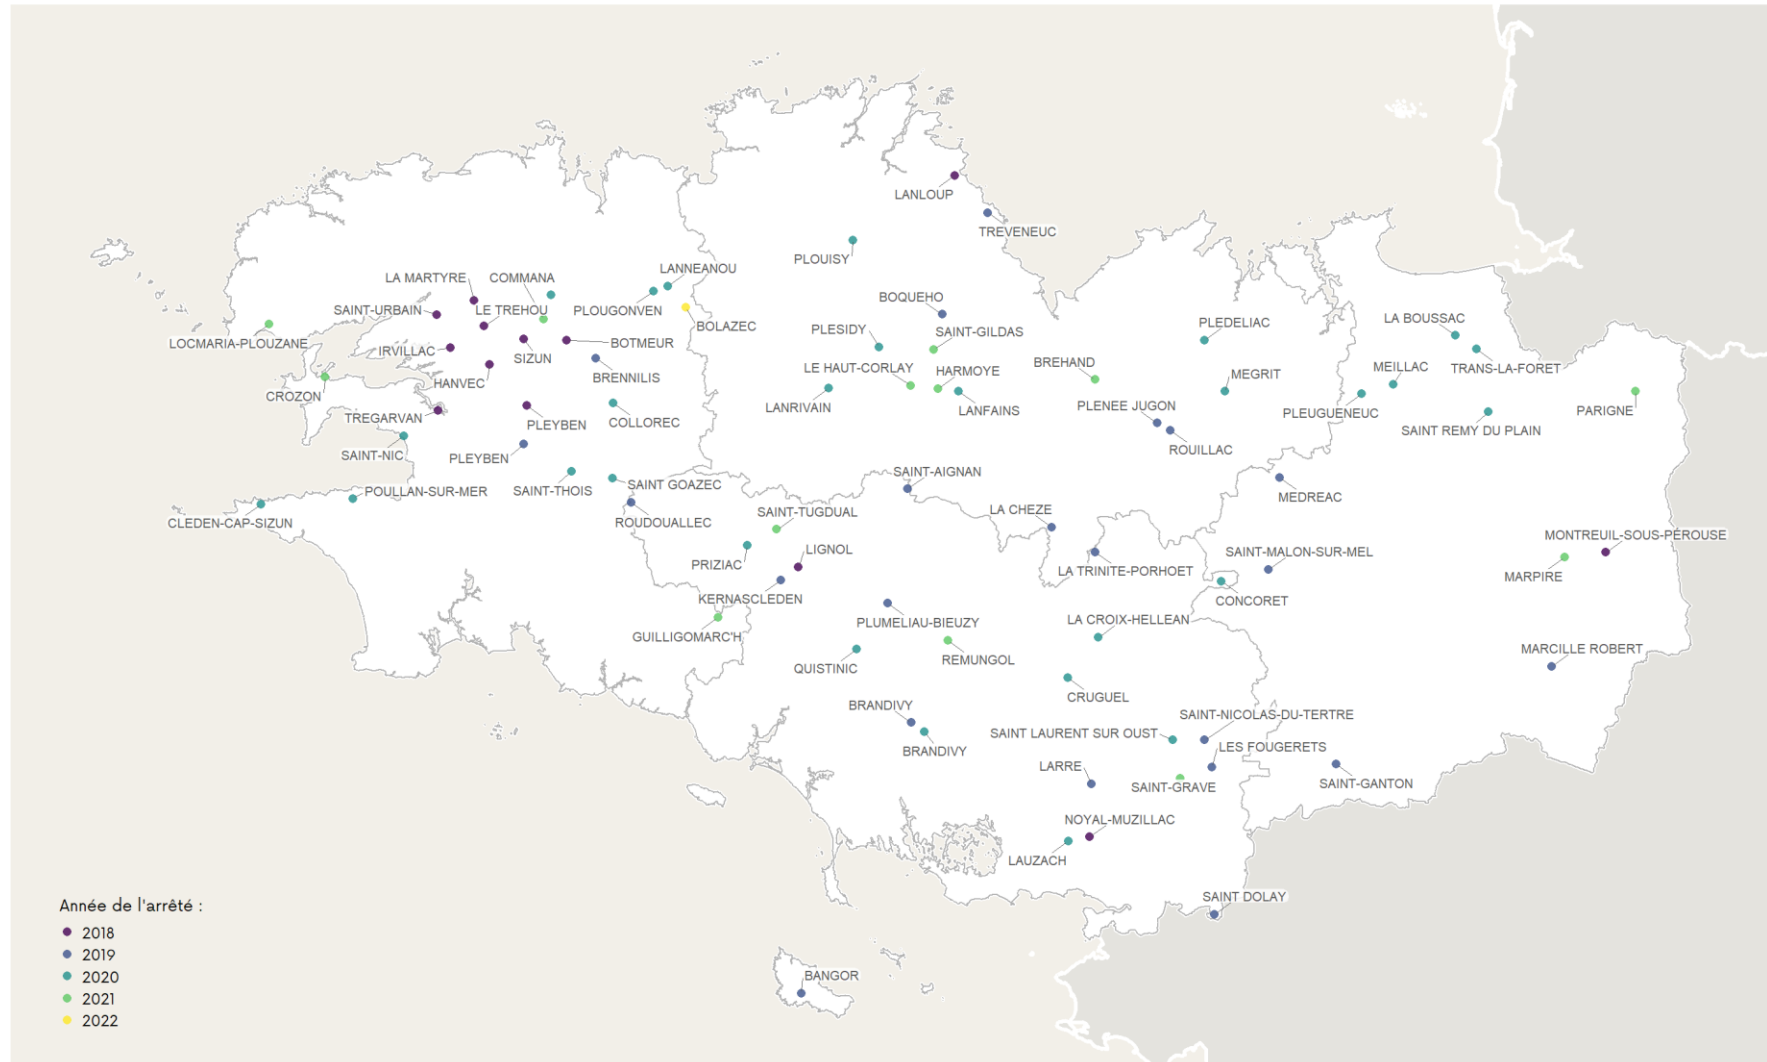 LANLOUP
TREVENEUC
PLOUISY
LANNEANOU
COMMANA
LA MARTYRE
LE TREHOU
SAINT-URBAIN
PLOUGONVEN
BOLAZEC
BOQUEHO
SAINT-GILDAS
PLESIDY
PLEDELIAC
LA BOUSSAC
LOCMARIA-PLOUZANE
IRVILLAC
SIZUN
BOTMEUR
BRENNILIS
HANVEC
LE HAUT-CORLAY
HARMOYE
BREHAND
TRANS-LA-FORET
MEILLAC
MEGRIT
CROZON
LANRIVAIN
LANFAINS
PLENEE JUGON
PLEUGUENEUC
PARIGNE
TREGARVAN
PLEYBEN
COLLOREC
SAINT REMY DU PLAIN
ROUILLAC
SAINT-NIC
PLEYBEN
SAINT-AIGNAN
POULLAN-SUR-MER
SAINT-THOIS
SAINT GOAZEC
MEDREAC
CLEDEN-CAP-SIZUN
ROUDOUALLEC
SAINT-TUGDUAL
LA CHEZE
MONTREUIL-SOUS-PÉROUSE
LIGNOL
SAINT-MALON-SUR-MEL
PRIZIAC
LA TRINITE-PORHOET
MARPIRE
KERNASCLEDEN
CONCORET
PLUMELIAU-BIEUZY
LA CROIX-HELLEAN
GUILLIGOMARC'H
REMUNGOL
QUISTINIC
MARCILLE ROBERT
CRUGUEL
BRANDIVY
SAINT-NICOLAS-DU-TERTRE
SAINT LAURENT SUR OUST
BRANDIVY
LES FOUGERETS
LARRE
SAINT-GRAVE
SAINT-GANTON
NOYAL-MUZILLAC
LAUZACH
SAINT DOLAY
BANGOR
Année de l'arrêté :
2018
2019
2020
2021
2022